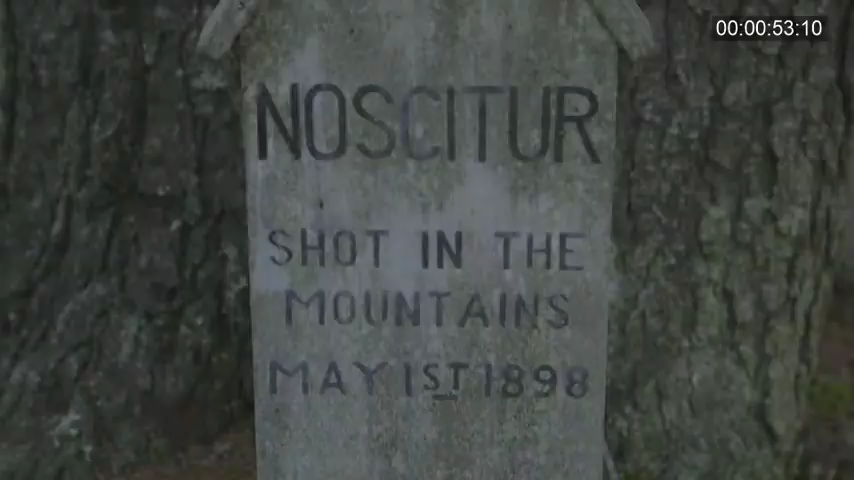 00:00:53:10
NOSCITUR
SHOT IN THE
MOUNTAINS
MAY 1ST 1898